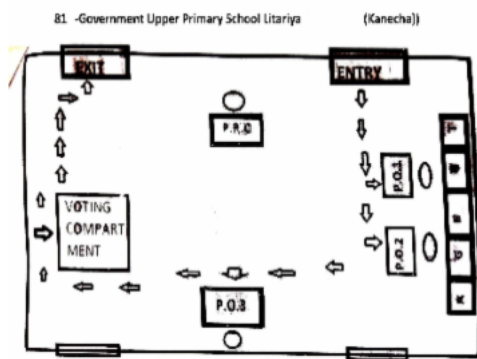 81 -Government Upper Primary School Litariya (Kanecha))
EXIT
ENTRY
P.R.O
P.O.1
VOTING
COMPART
MENT
P.O.2
P.O.3